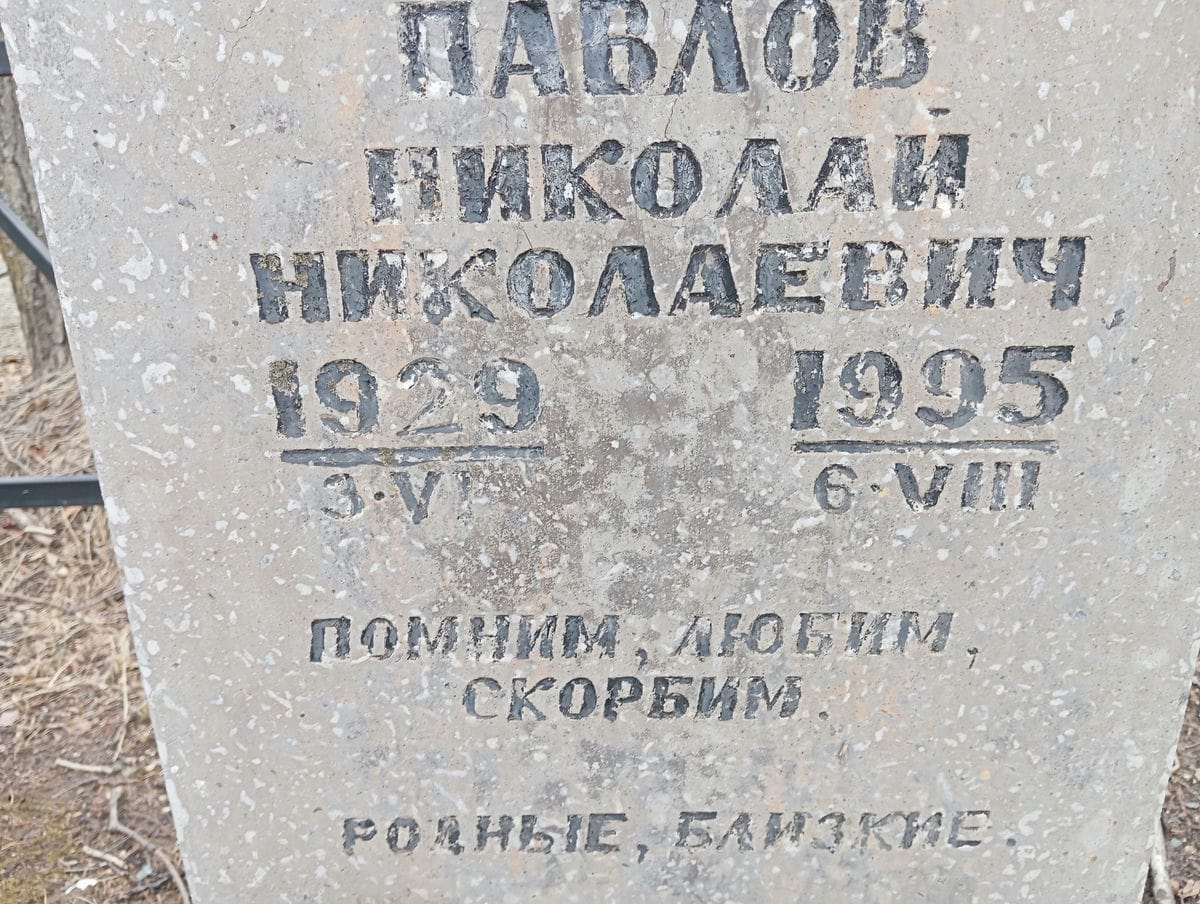 ПАВЛОВ
НИКОЛАЙ
НИКОЛАЕВИЧ
1929 1995
3·VI 6·VIII
ПОМНИМ, ЛЮБИМ,
СКОРБИМ.
РОДНЫЕ, БЛИЗКИЕ.